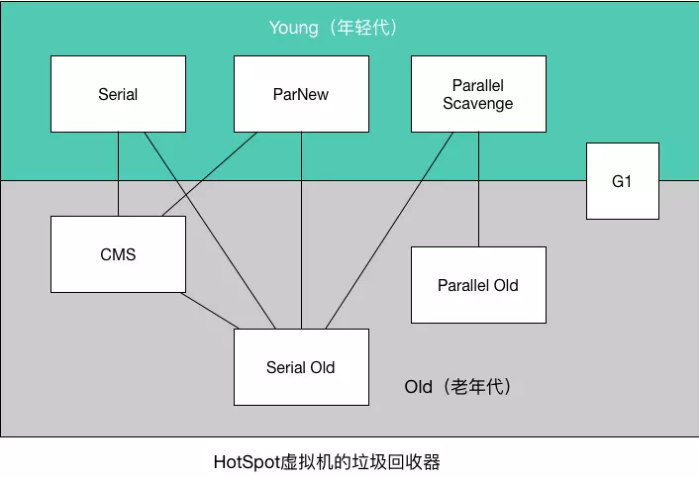 Young（年轻代）
Serial
ParNew
Parallel
Scavenge
G1
CMS
Parallel Old
Serial Old
Old（老年代）
HotSpot虚拟机的垃圾回收器